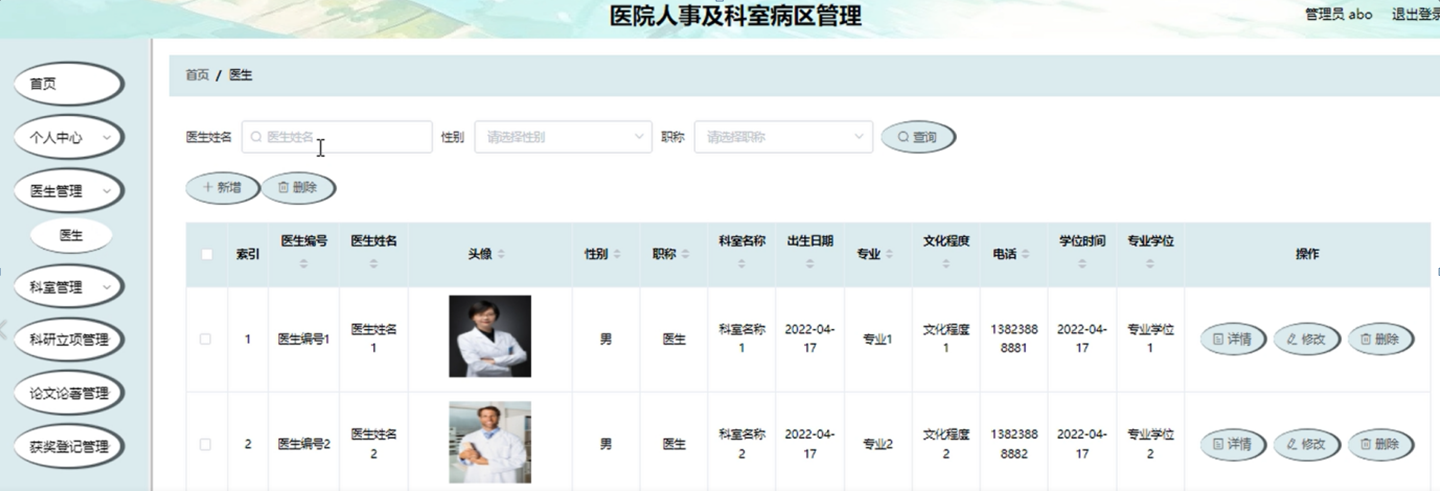 医院人事及科室病区管理
管理员 abo 退出登录
首页
个人中心
医生管理
医生
科室管理
科研立项管理
论文论著管理
获奖登记管理
首页 / 医生
医生姓名 医生姓名 性别 请选择性别 职称 请选择职称 查询
新增 删除
索引 医生编号 医生姓名 头像 性别 职称 科室名称 出生日期 专业 文化程度 电话 学位时间 专业学位 操作
1 医生编号1 医生姓名1 男 医生 科室名称1 2022-04-17 专业1 文化程度1 13823888881 2022-04-17 专业学位1 详情 修改 删除
2 医生编号2 医生姓名2 男 医生 科室名称2 2022-04-17 专业2 文化程度2 13823888882 2022-04-17 专业学位2 详情 修改 删除